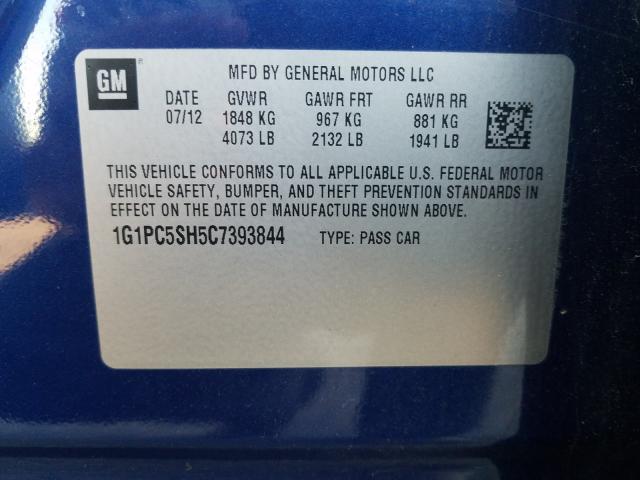 GM ®
MFD BY GENERAL MOTORS LLC
DATE GVWR GAWR FRT GAWR RR
07/12 1848 KG 967 KG 881 KG
4073 LB 2132 LB 1941 LB
THIS VEHICLE CONFORMS TO ALL APPLICABLE U.S. FEDERAL MOTOR
VEHICLE SAFETY, BUMPER, AND THEFT PREVENTION STANDARDS IN
EFFECT ON THE DATE OF MANUFACTURE SHOWN ABOVE.
1G1PC5SH5C7393844 TYPE: PASS CAR